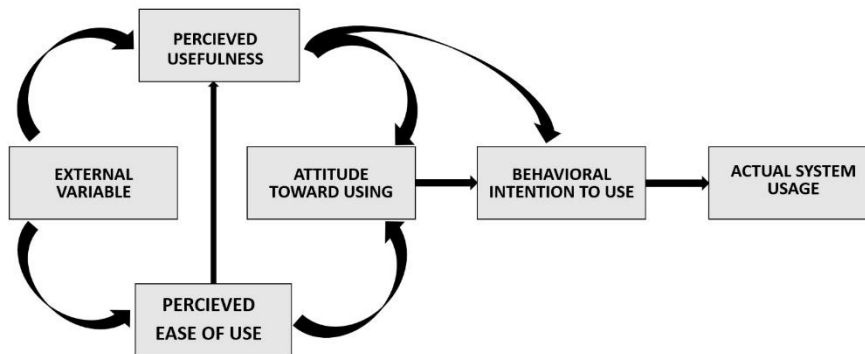 PERCIEVED
USEFULNESS
EXTERNAL
VARIABLE
ATTITUDE
TOWARD USING
BEHAVIORAL
INTENTION TO USE
ACTUAL SYSTEM
USAGE
PERCIEVED
EASE OF USE